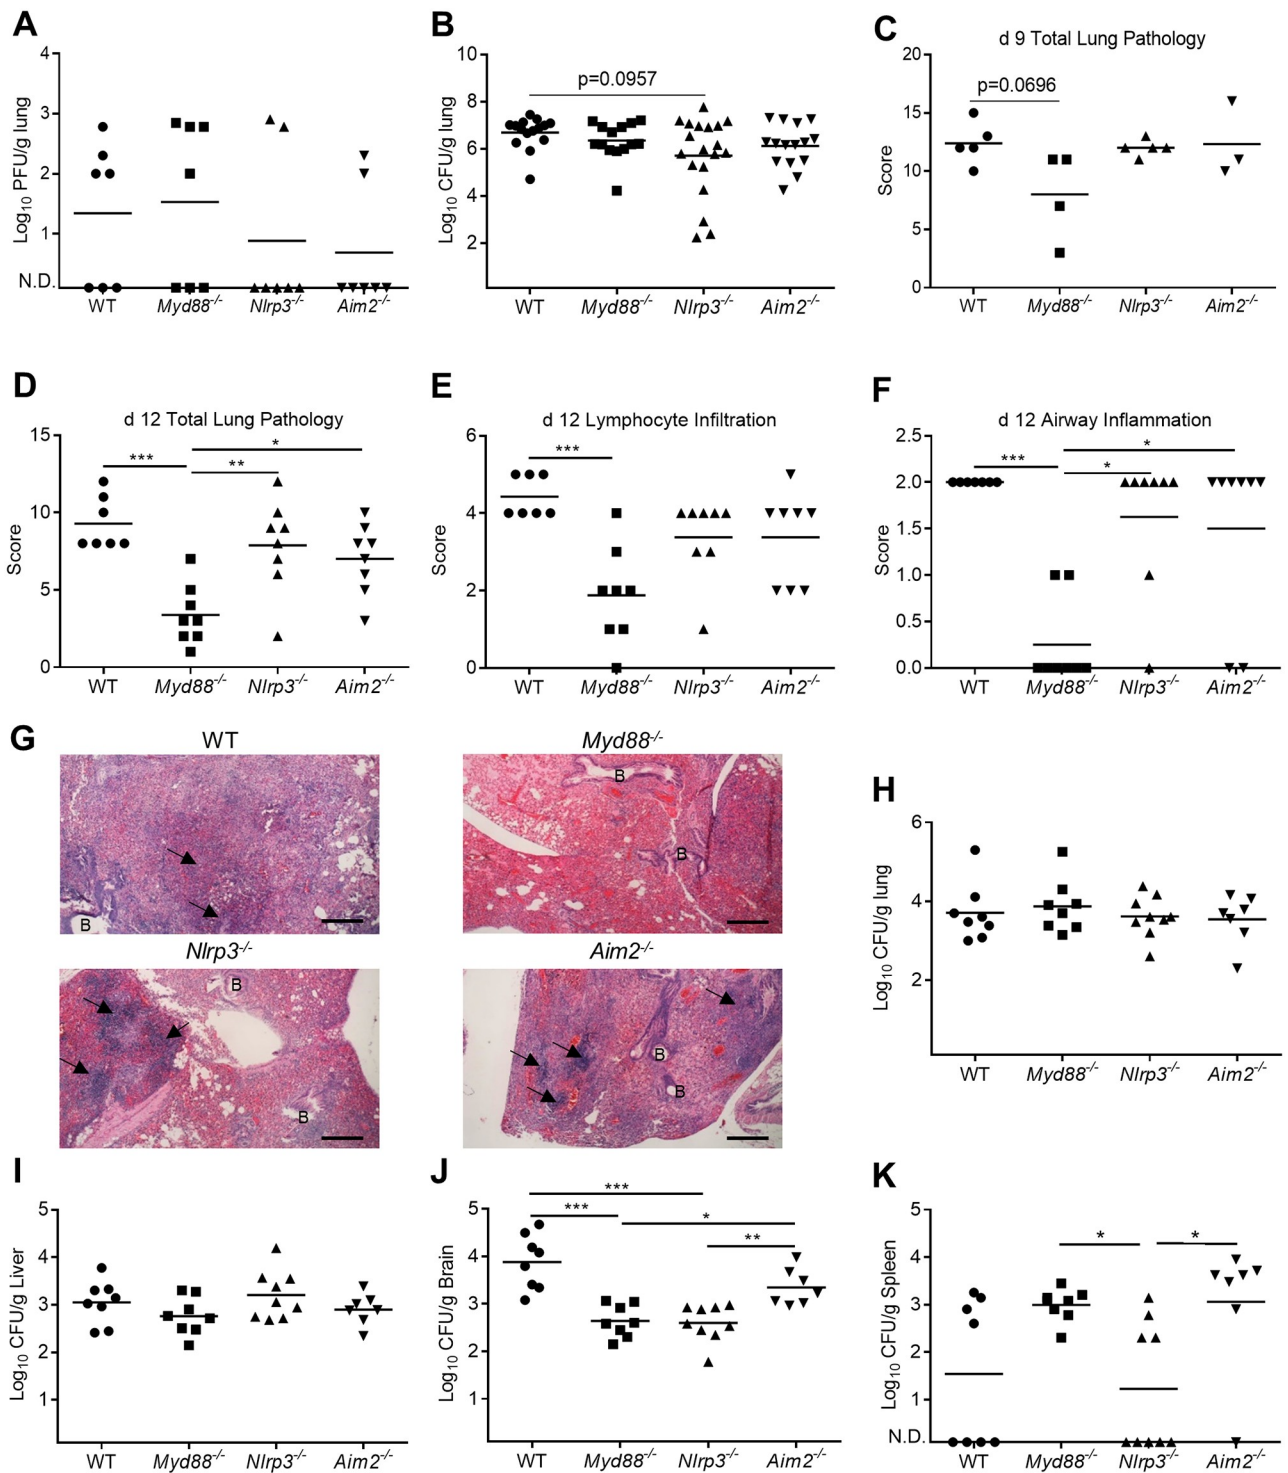 A
4
3
2
1
N.D.
Log10 PFU/g lung
WT
Myd88-/-
Nlrp3-/-
Aim2-/-
B
10
8
6
4
2
Log10 CFU/g lung
p=0.0957
WT
Myd88-/-
Nlrp3-/-
Aim2-/-
C
d 9 Total Lung Pathology
20
15
10
5
0
Score
p=0.0696
WT
Myd88-/-
Nlrp3-/-
Aim2-/-
D
d 12 Total Lung Pathology
15
10
5
0
Score
*
***
**
WT
Myd88-/-
Nlrp3-/-
Aim2-/-
E
d 12 Lymphocyte Infiltration
6
4
2
0
Score
***
WT
Myd88-/-
Nlrp3-/-
Aim2-/-
F
d 12 Airway Inflammation
2.5
2.0
1.5
1.0
0.5
0.0
Score
*
***
*
WT
Myd88-/-
Nlrp3-/-
Aim2-/-
G
WT
B
Myd88-/-
B
B
Nlrp3-/-
B
B
Aim2-/-
B
B
H
6
4
2
Log10 CFU/g lung
WT
Myd88-/-
Nlrp3-/-
Aim2-/-
I
5
4
3
2
1
Log10 CFU/g Liver
WT
Myd88-/-
Nlrp3-/-
Aim2-/-
J
5
4
3
2
1
Log10 CFU/g Brain
***
***
*
**
WT
Myd88-/-
Nlrp3-/-
Aim2-/-
K
5
4
3
2
1
N.D.
Log10 CFU/g Spleen
*
*
WT
Myd88-/-
Nlrp3-/-
Aim2-/-